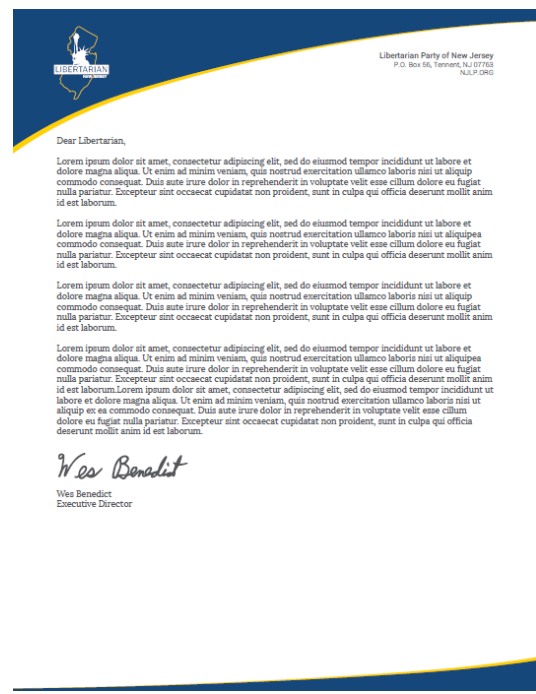 LIBERTARIAN
NEW JERSEY
Libertarian Party of New Jersey
P.O. Box 56, Tennent, NJ 07763
NJLP.ORG
Dear Libertarian,
Lorem ipsum dolor sit amet, consectetur adipiscing elit, sed do eiusmod tempor incididunt ut labore et
dolore magna aliqua. Ut enim ad minim veniam, quis nostrud exercitation ullamco laboris nisi ut aliquip
commodo consequat. Duis aute irure dolor in reprehenderit in voluptate velit esse cillum dolore eu fugiat
nulla pariatur. Excepteur sint occaecat cupidatat non proident, sunt in culpa qui officia deserunt mollit anim
id est laborum.
Lorem ipsum dolor sit amet, consectetur adipiscing elit, sed do eiusmod tempor incididunt ut labore et
dolore magna aliqua. Ut enim ad minim veniam, quis nostrud exercitation ullamco laboris nisi ut aliquipea
commodo consequat. Duis aute irure dolor in reprehenderit in voluptate velit esse cillum dolore eu fugiat
nulla pariatur. Excepteur sint occaecat cupidatat non proident, sunt in culpa qui officia deserunt mollit anim
id est laborum.
Lorem ipsum dolor sit amet, consectetur adipiscing elit, sed do eiusmod tempor incididunt ut labore et
dolore magna aliqua. Ut enim ad minim veniam, quis nostrud exercitation ullamco laboris nisi ut aliquip
commodo consequat. Duis aute irure dolor in reprehenderit in voluptate velit esse cillum dolore eu fugiat
nulla pariatur. Excepteur sint occaecat cupidatat non proident, sunt in culpa qui officia deserunt mollit anim
id est laborum.
Lorem ipsum dolor sit amet, consectetur adipiscing elit, sed do eiusmod tempor incididunt ut labore et
dolore magna aliqua. Ut enim ad minim veniam, quis nostrud exercitation ullamco laboris nisi ut aliquipea
commodo consequat. Duis aute irure dolor in reprehenderit in voluptate velit esse cillum dolore eu fugiat
nulla pariatur. Excepteur sint occaecat cupidatat non proident, sunt in culpa qui officia deserunt mollit anim
id est laborum.Lorem ipsum dolor sit amet, consectetur adipiscing elit, sed do eiusmod tempor incididunt ut
labore et dolore magna aliqua. Ut enim ad minim veniam, quis nostrud exercitation ullamco laboris nisi ut
aliquip ex ea commodo consequat. Duis aute irure dolor in reprehenderit in voluptate velit esse cillum
dolore eu fugiat nulla pariatur. Excepteur sint occaecat cupidatat non proident, sunt in culpa qui officia
deserunt mollit anim id est laborum.
Wes Benedict
Wes Benedict
Executive Director